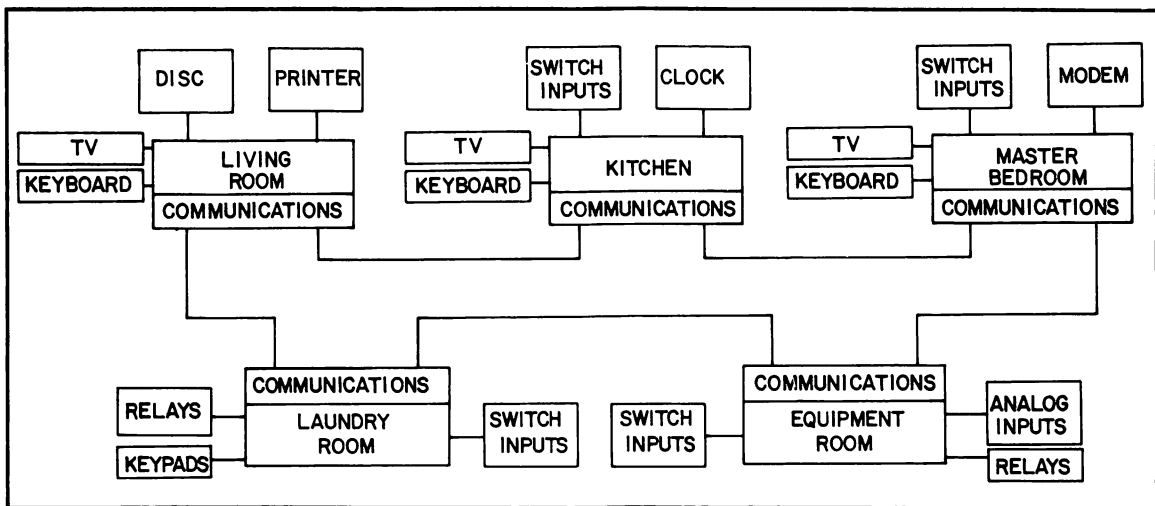 DISC
PRINTER
TV
KEYBOARD
LIVING
ROOM
COMMUNICATIONS
SWITCH
INPUTS
CLOCK
TV
KEYBOARD
KITCHEN
COMMUNICATIONS
SWITCH
INPUTS
MODEM
TV
KEYBOARD
MASTER
BEDROOM
COMMUNICATIONS
COMMUNICATIONS
LAUNDRY
ROOM
RELAYS
KEYPADS
SWITCH
INPUTS
SWITCH
INPUTS
COMMUNICATIONS
EQUIPMENT
ROOM
ANALOG
INPUTS
RELAYS